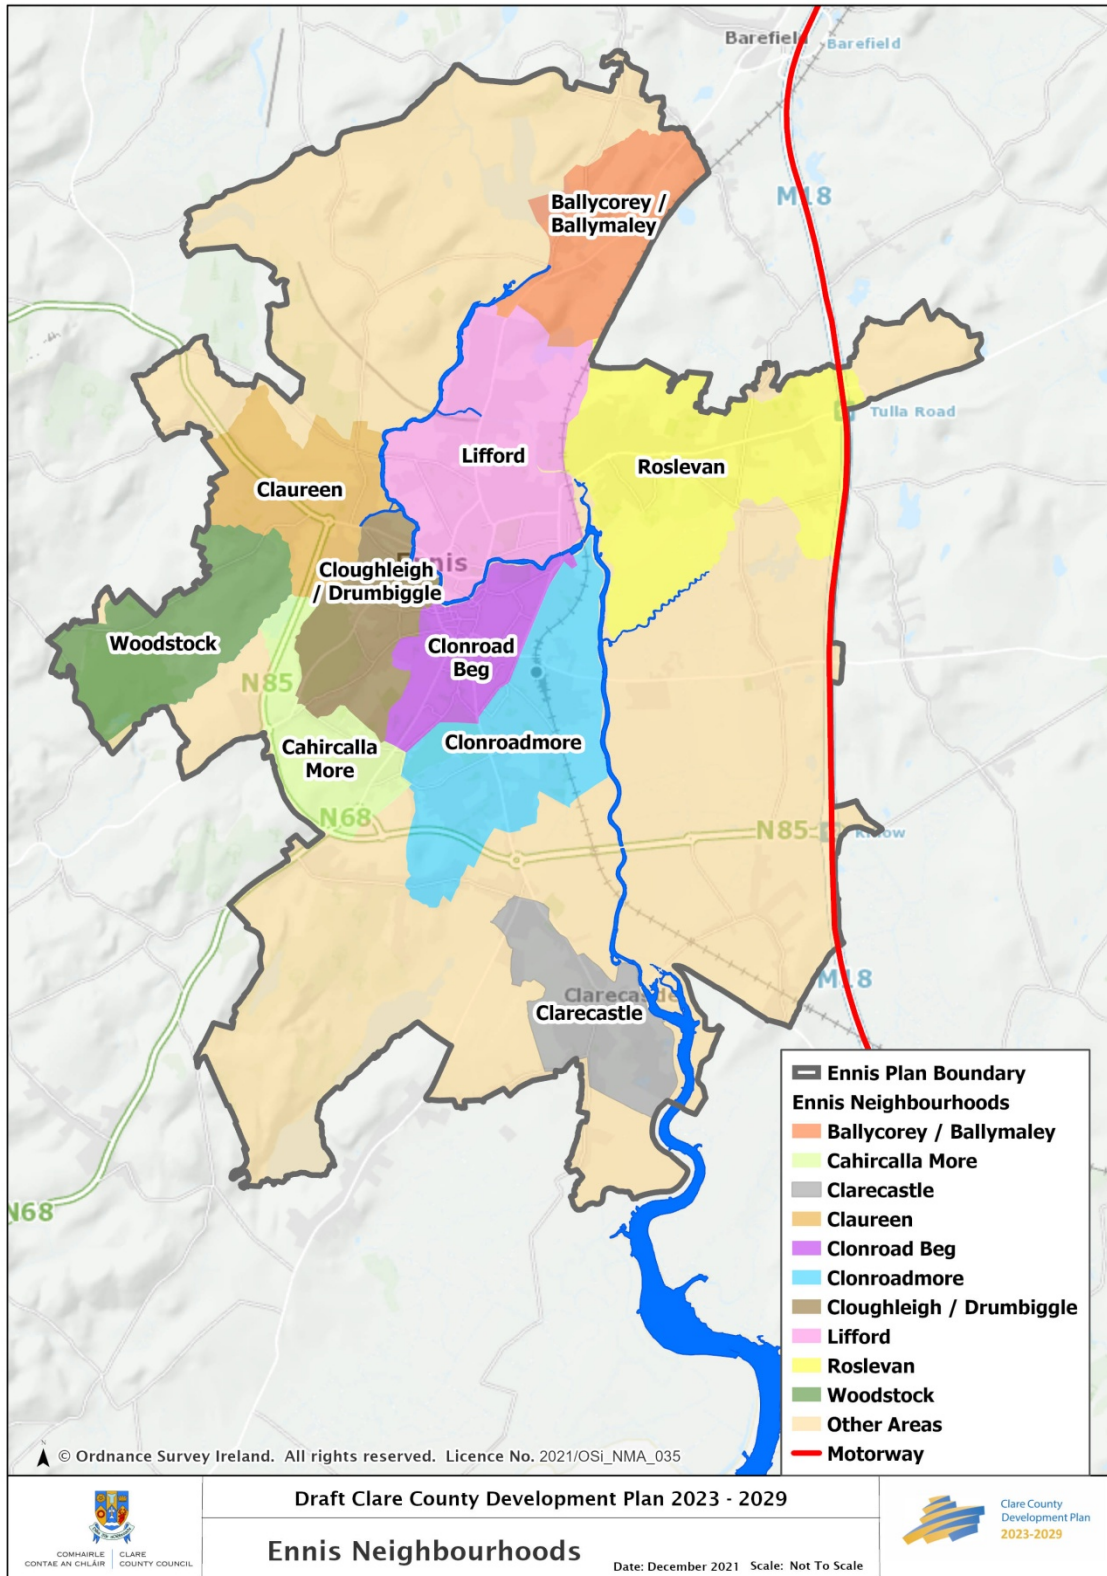 Barefield
Barefield
M18
Ballycorey /
Ballymaley
Tulla Road
Lifford
Roslevan
Claureen
Ennis
Cloughleigh
/ Drumbiggle
Woodstock
Clonroad
Beg
N85
Cahircalla
More
Clonroadmore
N68
N85
Killow
M18
Clarecastle
Clarecastle
N68
Ennis Plan Boundary
Ennis Neighbourhoods
Ballycorey / Ballymaley
Cahircalla More
Clarecastle
Claureen
Clonroad Beg
Clonroadmore
Cloughleigh / Drumbiggle
Lifford
Roslevan
Woodstock
Other Areas
Motorway
© Ordnance Survey Ireland. All rights reserved. Licence No. 2021/OSi_NMA_035
COMHAIRLE
CONTAE AN CHLÁIR
CLARE
COUNTY COUNCIL
Draft Clare County Development Plan 2023 - 2029
Ennis Neighbourhoods
Date: December 2021 Scale: Not To Scale
Clare County
Development Plan
2023-2029